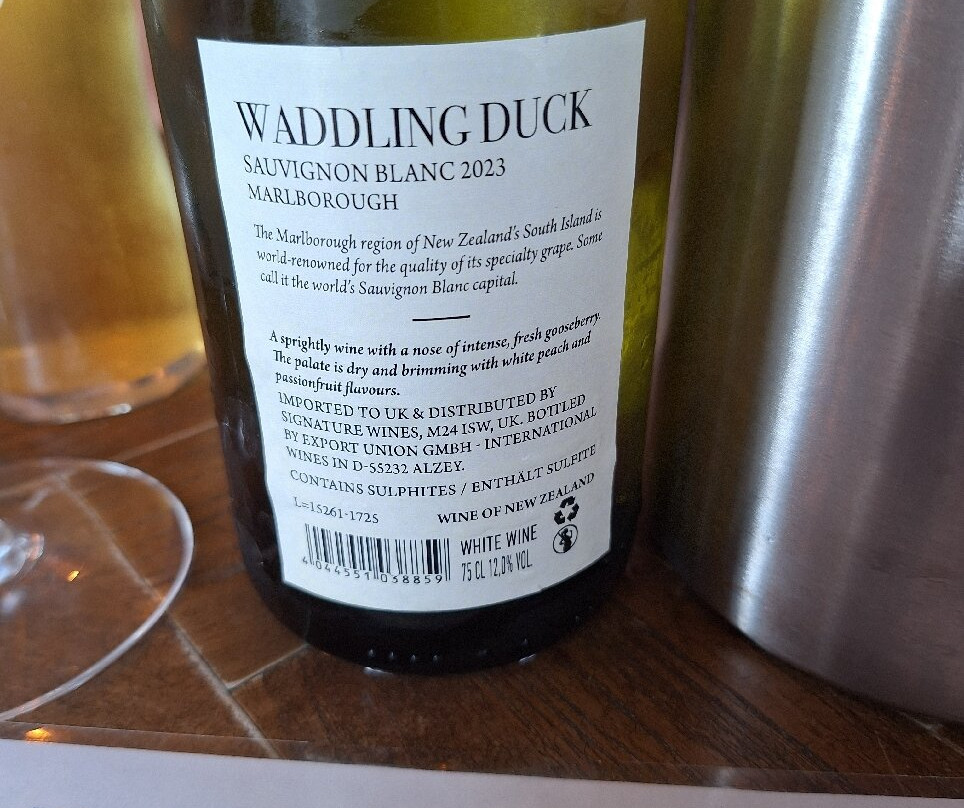 WADDLING DUCK
SAUVIGNON BLANC 2023
MARLBOROUGH
The Marlborough region of New Zealand's South Island is
world-renowned for the quality of its specialty grape. Some
call it the world's Sauvignon Blanc capital.
A sprightly wine with a nose of intense, fresh gooseberry.
The palate is dry and brimming with white peach and
passionfruit flavours.
IMPORTED TO UK & DISTRIBUTED BY
SIGNATURE WINES, M24 1SW, UK. BOTTLED
BY EXPORT UNION GMBH - INTERNATIONAL
WINES IN D-55232 ALZEY.
CONTAINS SULPHITES / ENTHÄLT SULFITE
L=15261-1725
WINE OF NEW ZEALAND
WHITE WINE
75 CL 12,0% VOL.
4 044551 038859